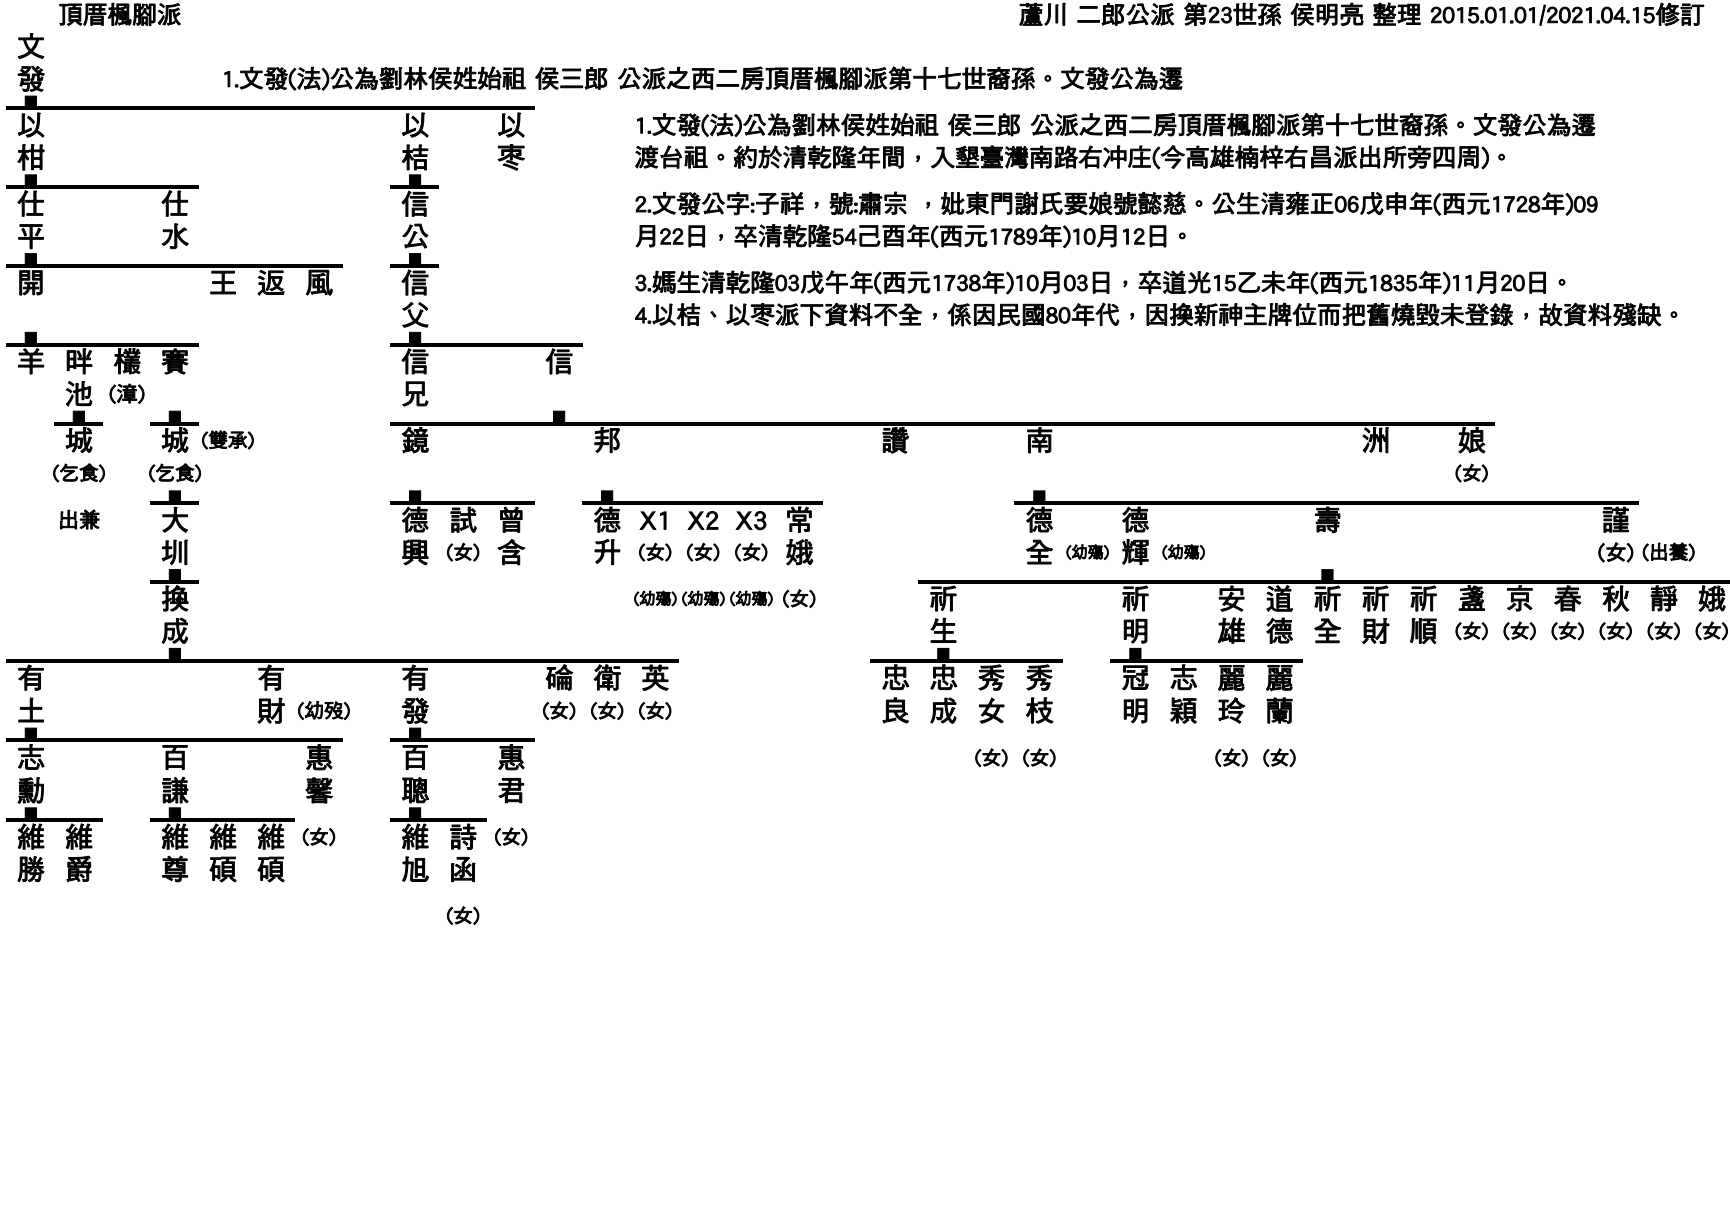 頂厝楓腳派
蘆川 二郎公派 第23世孫 侯明亮 整理 2015.01.01/2021.04.15修訂
文發
1.文發(法)公為劉林侯姓始祖 侯三郎 公派之西二房頂厝楓腳派第十七世裔孫。文發公為遷
以柑 以桔 以枣
1.文發(法)公為劉林侯姓始祖 侯三郎 公派之西二房頂厝楓腳派第十七世裔孫。文發公為遷
渡台祖。約於清乾隆年間，入墾臺灣南路右冲庄(今高雄楠梓右昌派出所旁四周)。
仕平 仕水 信公
2.文發公字:子祥，號:肅宗 ，妣東門謝氏要娘號懿慈。公生清雍正06戊申年(西元1728年)09
月22日，卒清乾隆54己酉年(西元1789年)10月12日。
開 王 返 風 信父
3.媽生清乾隆03戊午年(西元1738年)10月03日，卒道光15乙未年(西元1835年)11月20日。
4.以桔、以枣派下資料不全，係因民國80年代，因換新神主牌位而把舊燒毀未登錄，故資料殘缺。
羊 畔池 欉(漳) 賽 信兄 信
城(乞食) 城(乞食) (雙承) 鏡 邦 讚 南 洲 娘(女)
出兼 大圳 德興 試(女) 曾含 德升 X1(女)(幼殤) X2(女)(幼殤) X3(女)(幼殤) 常娥(女) 德全(幼殤) 德輝(幼殤) 壽 謹(女)(出養)
換成 祈生 祈明 安雄 道德 祈全 祈財 祈順 盞(女) 京(女) 春(女) 秋(女) 靜(女) 娥(女)
有土 有財(幼歿) 有發 碖(女) 衛(女) 英(女) 忠良 忠成 秀女(女) 秀枝(女) 冠明 志穎 麗玲(女) 麗蘭(女)
志勳 百謙 惠馨(女) 百聰 惠君(女)
維勝 維爵 維尊 維碩 維碩 維旭 詩函(女)